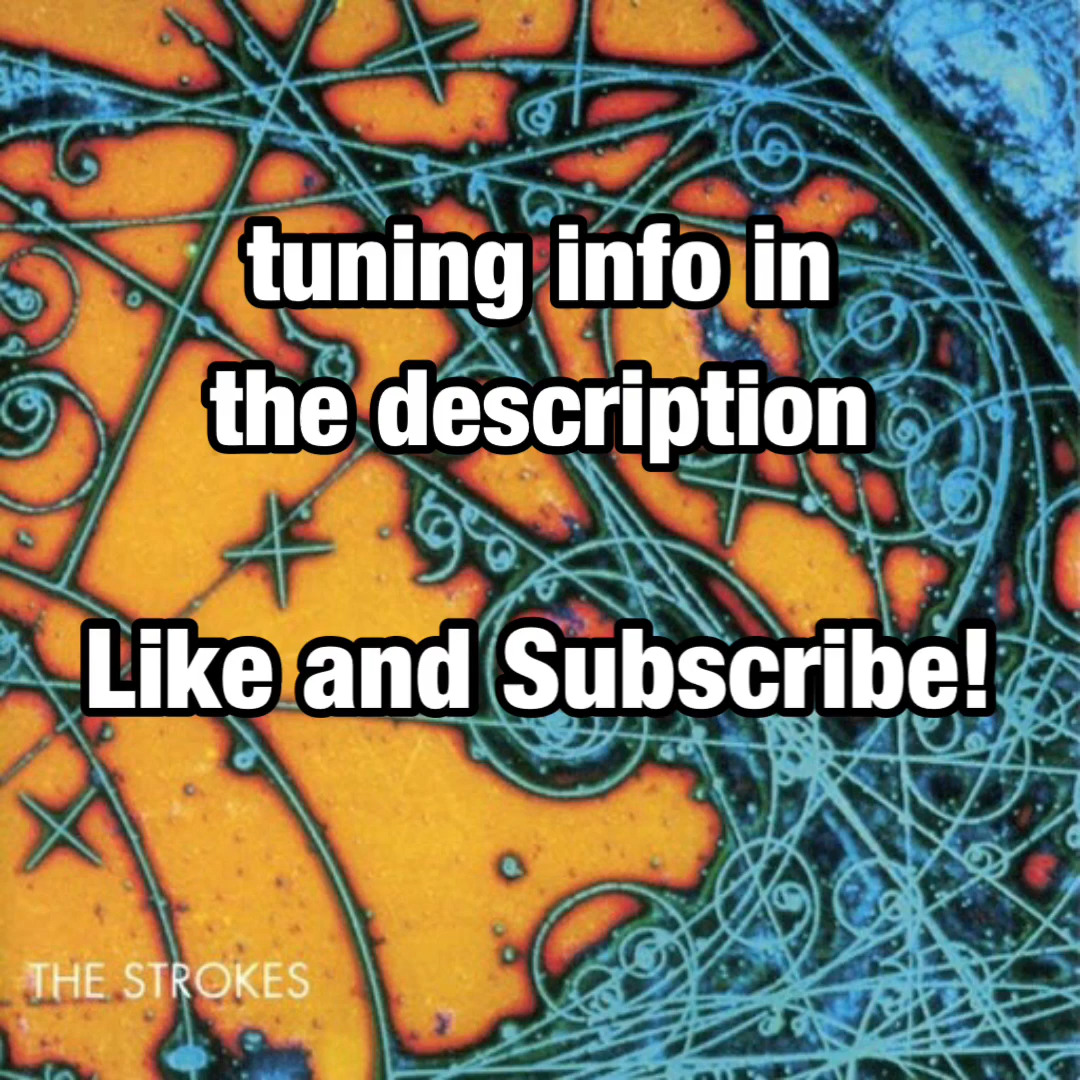 tuning info in
the description
Like and Subscribe!
THE STROKES